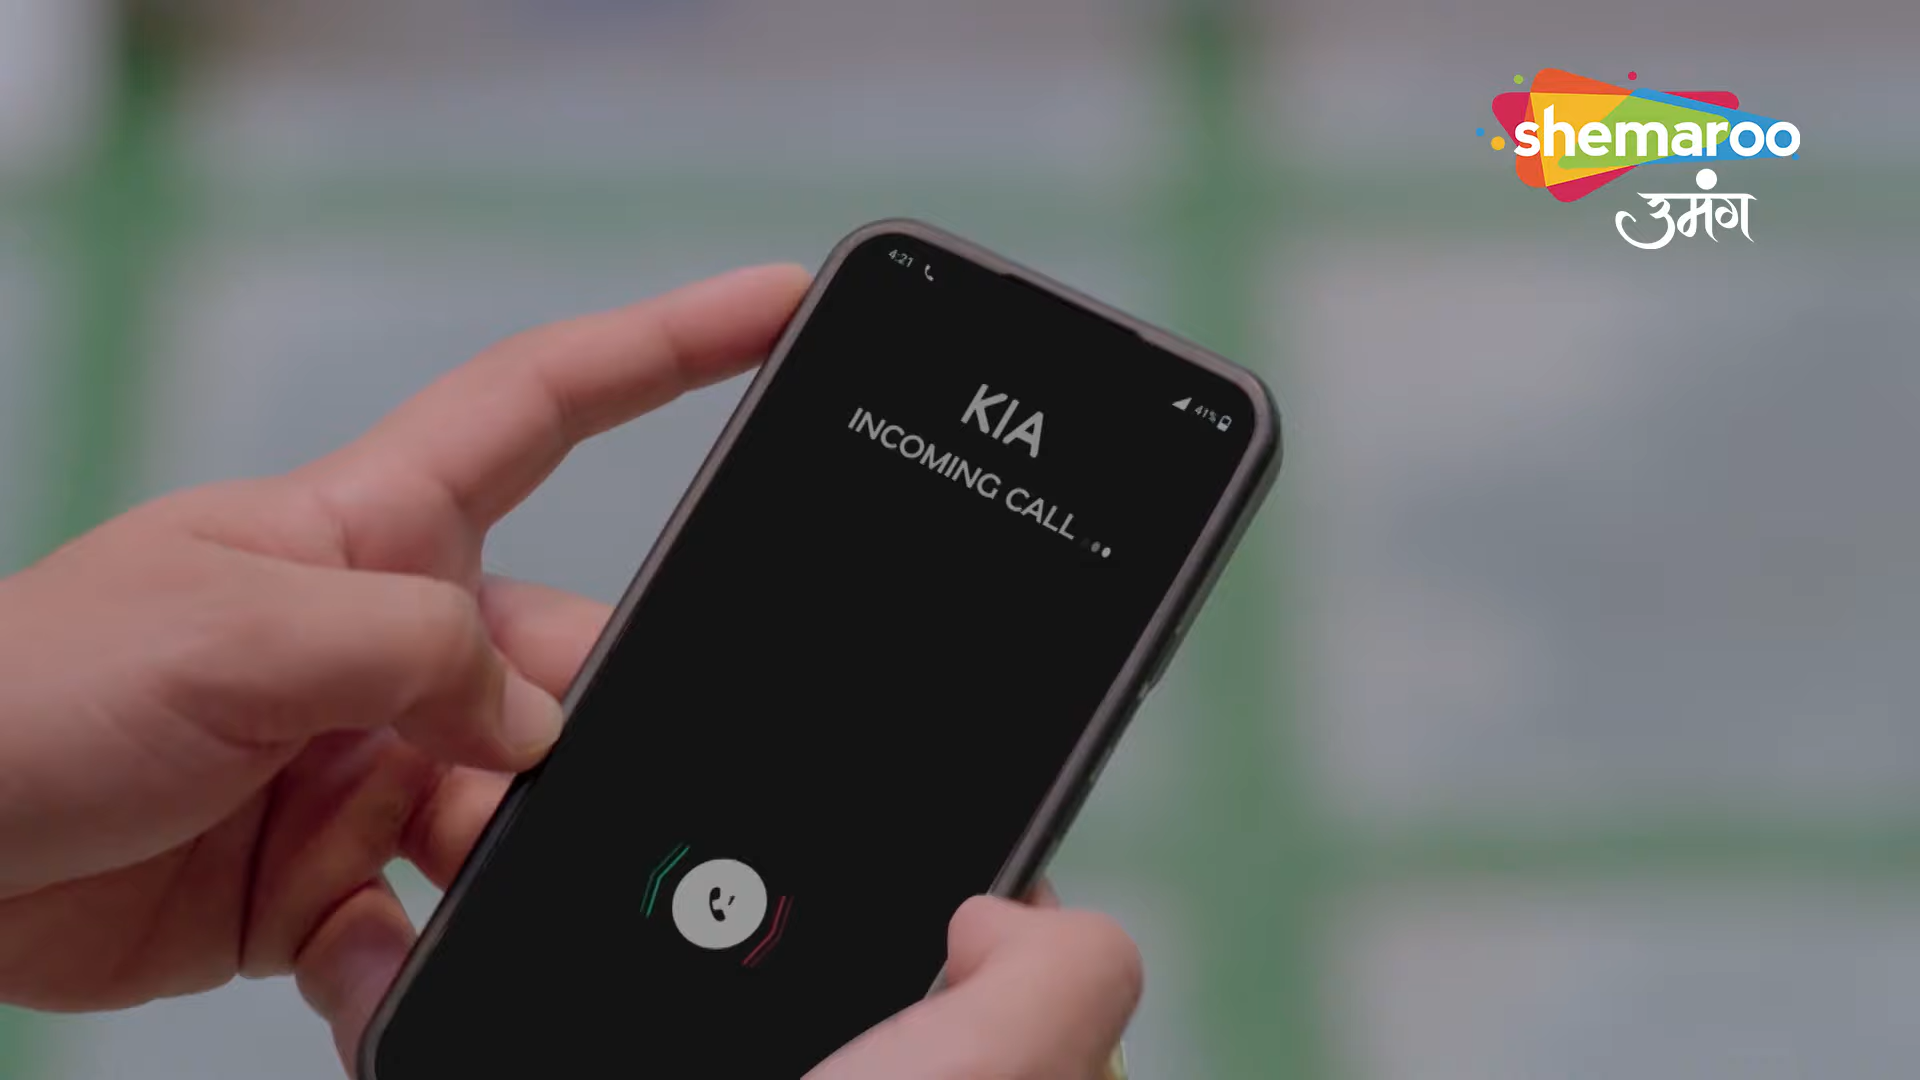 shemaroo
उमंग
4:21
41%
KIA
INCOMING CALL ...